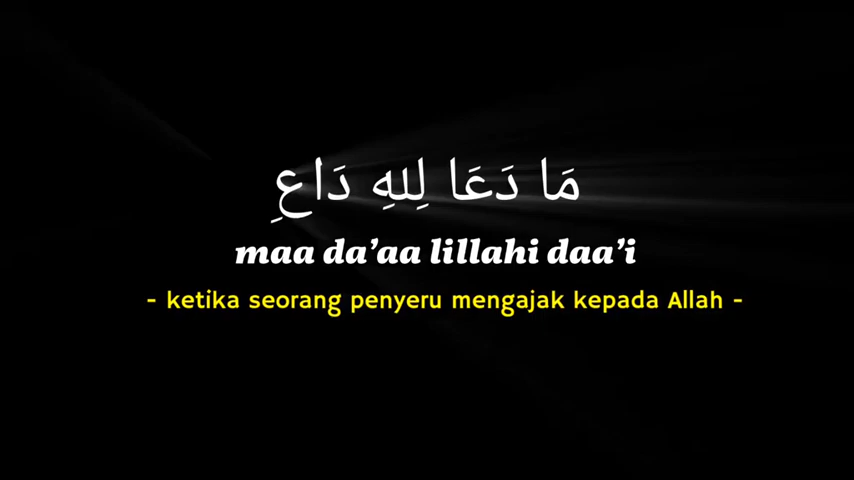 مَا دَعَا لِلهِ دَاعِ
maa da’aa lillahi daa’i
- ketika seorang penyeru mengajak kepada Allah -